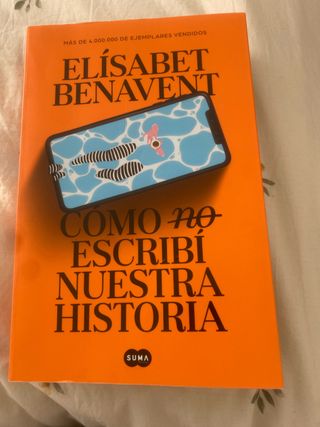 MÁS DE 4.000.000 DE EJEMPLARES VENDIDOS
ELÍSABET
BENAVENT
CÓMO no
ESCRIBÍ
NUESTRA
HISTORIA
SUMA